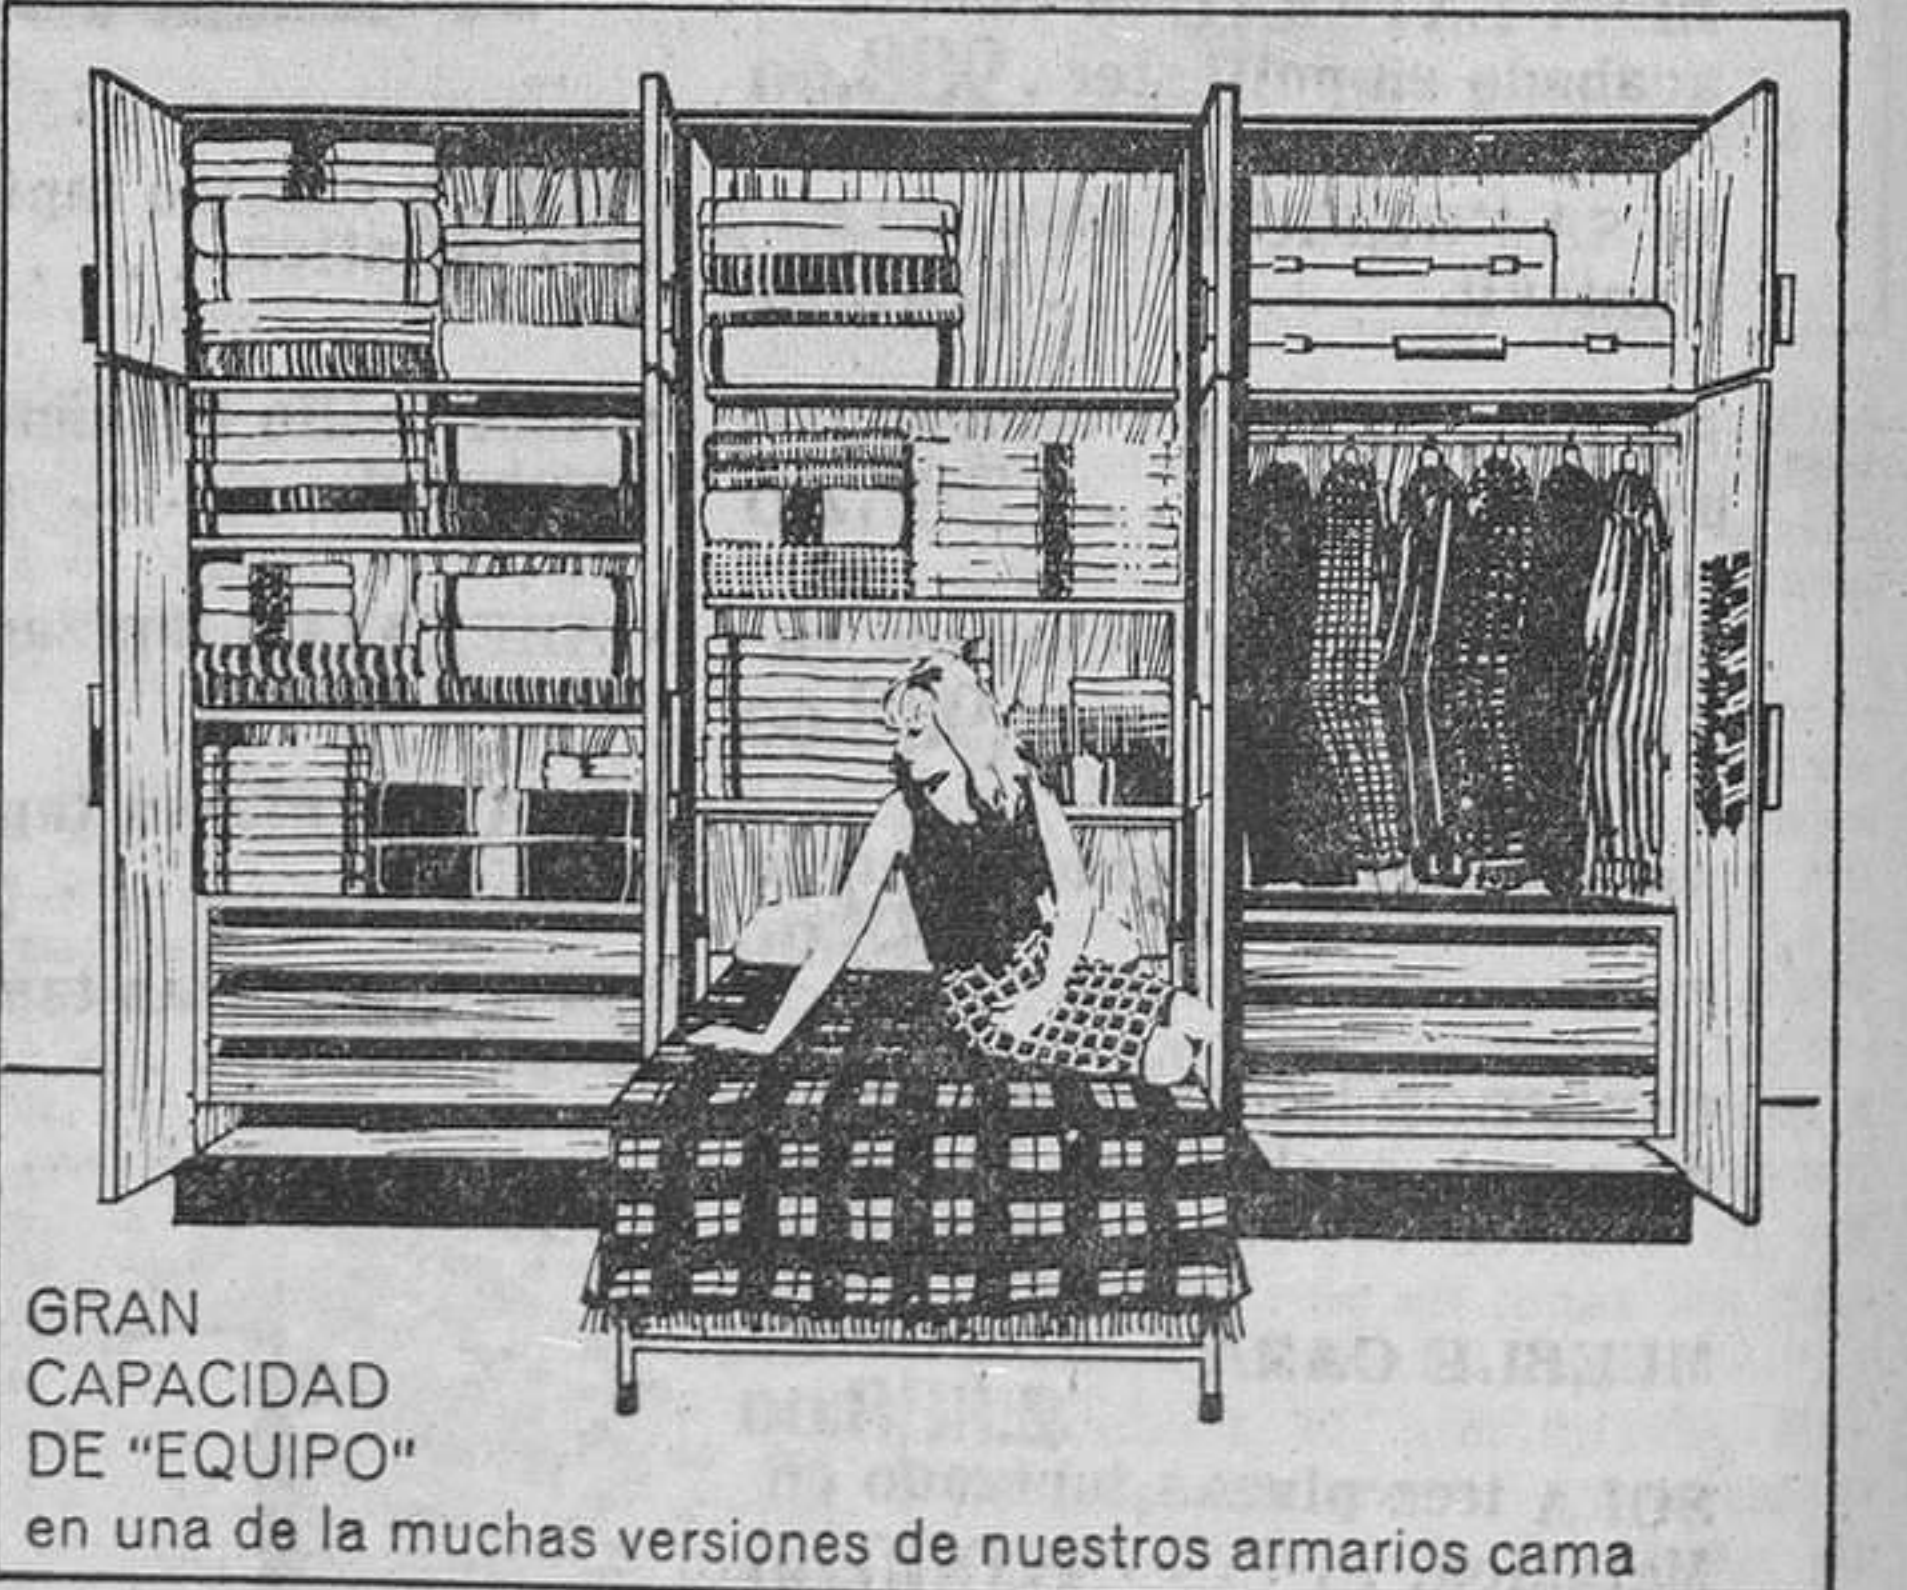 GRAN
CAPACIDAD
DE “EQUIPO“
en una de la muchas versiones de nuestros armarios cama